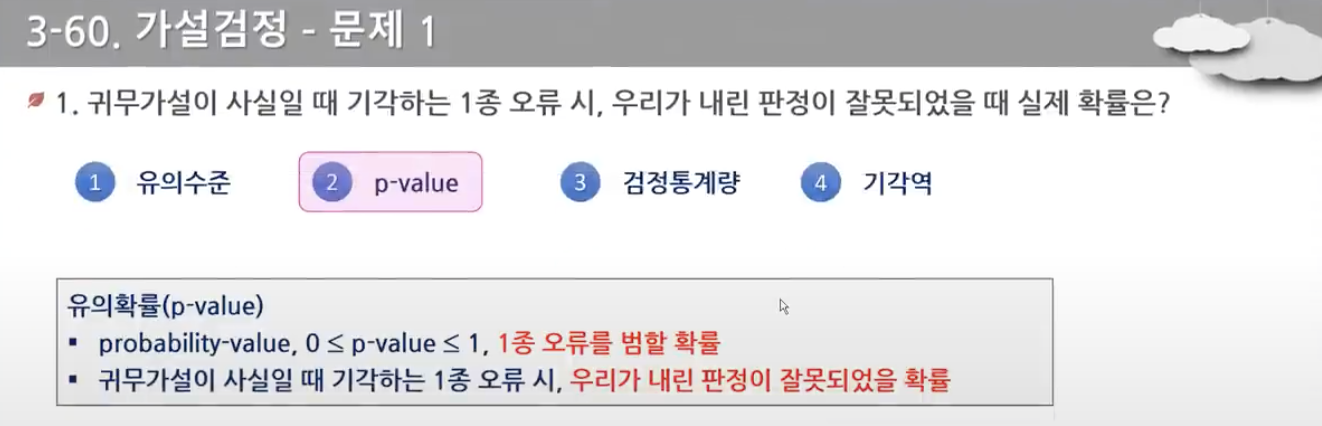 3-60. 가설검정 - 문제 1
1. 귀무가설이 사실일 때 기각하는 1종 오류 시, 우리가 내린 판정이 잘못되었을 때 실제 확률은?
1 유의수준 2 p-value 3 검정통계량 4 기각역
유의확률(p-value)
▪ probability-value, 0 ≤ p-value ≤ 1, 1종 오류를 범할 확률
▪ 귀무가설이 사실일 때 기각하는 1종 오류 시, 우리가 내린 판정이 잘못되었을 확률